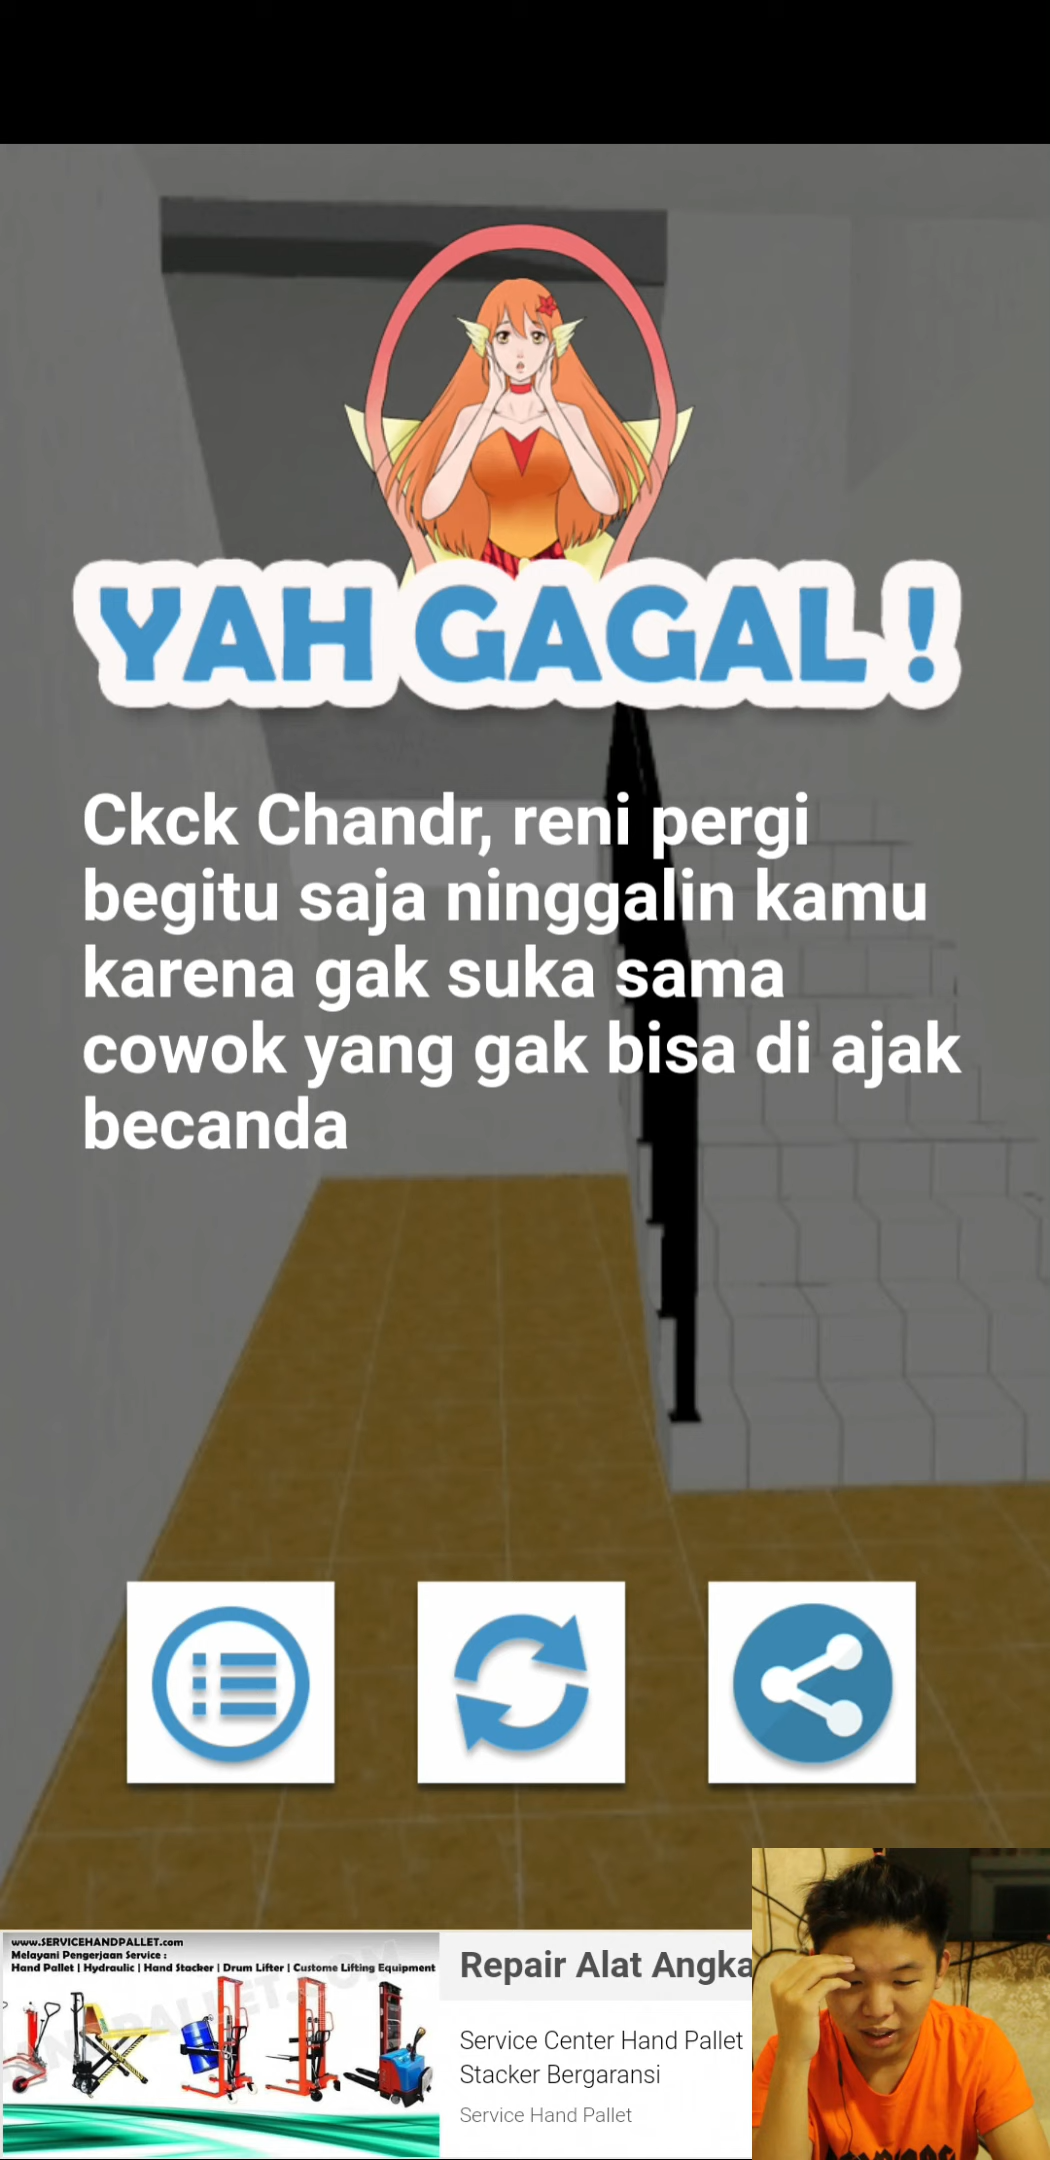 YAH GAGAL !
Ckck Chandr, reni pergi
begitu saja ninggalin kamu
karena gak suka sama
cowok yang gak bisa di ajak
becanda
www.SERVICEHANDPALLET.com
Melayani Pengerjaan Service :
Hand Pallet | Hydraulic | Hand Stacker | Drum Lifter | Custome Lifting Equipment
Repair Alat Angka
Service Center Hand Pallet
Stacker Bergaransi
Service Hand Pallet